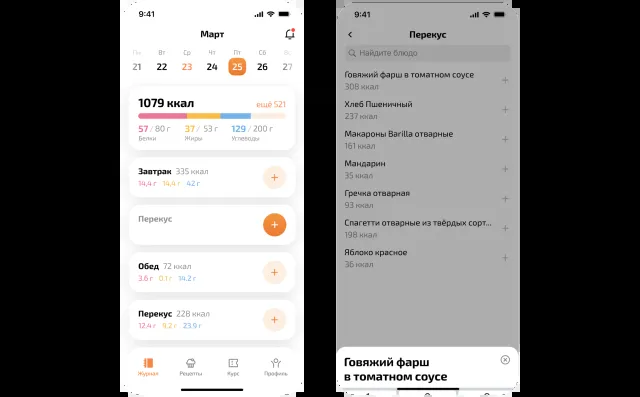 9:41
Март
Пн Вт Ср Чт Пт Сб Вс
21 22 23 24 25 26 27
1079 ккал ещё 521
57 / 80 г 37 / 53 г 129 / 200 г
Белки Жиры Углеводы
Завтрак 335 ккал
14,4 г 14,4 г 42 г
Перекус
Обед 72 ккал
3.6 г 0.1 г 14.2 г
Перекус 228 ккал
12.4 г 9,2 г 23,9 г
Журнал Рецепты Курс Профиль
9:41
Перекус
Найдите блюдо
Говяжий фарш в томатном соусе
308 ккал
Хлеб Пшеничный
237 ккал
Макароны Barilla отварные
161 ккал
Мандарин
35 ккал
Гречка отварная
93 ккал
Спагетти отварные из твёрдых сорт...
198 ккал
Яблоко красное
36 ккал
Говяжий фарш
в томатном соусе